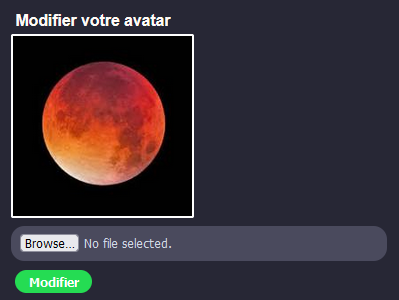 Modifier votre avatar
Browse... No file selected.
Modifier